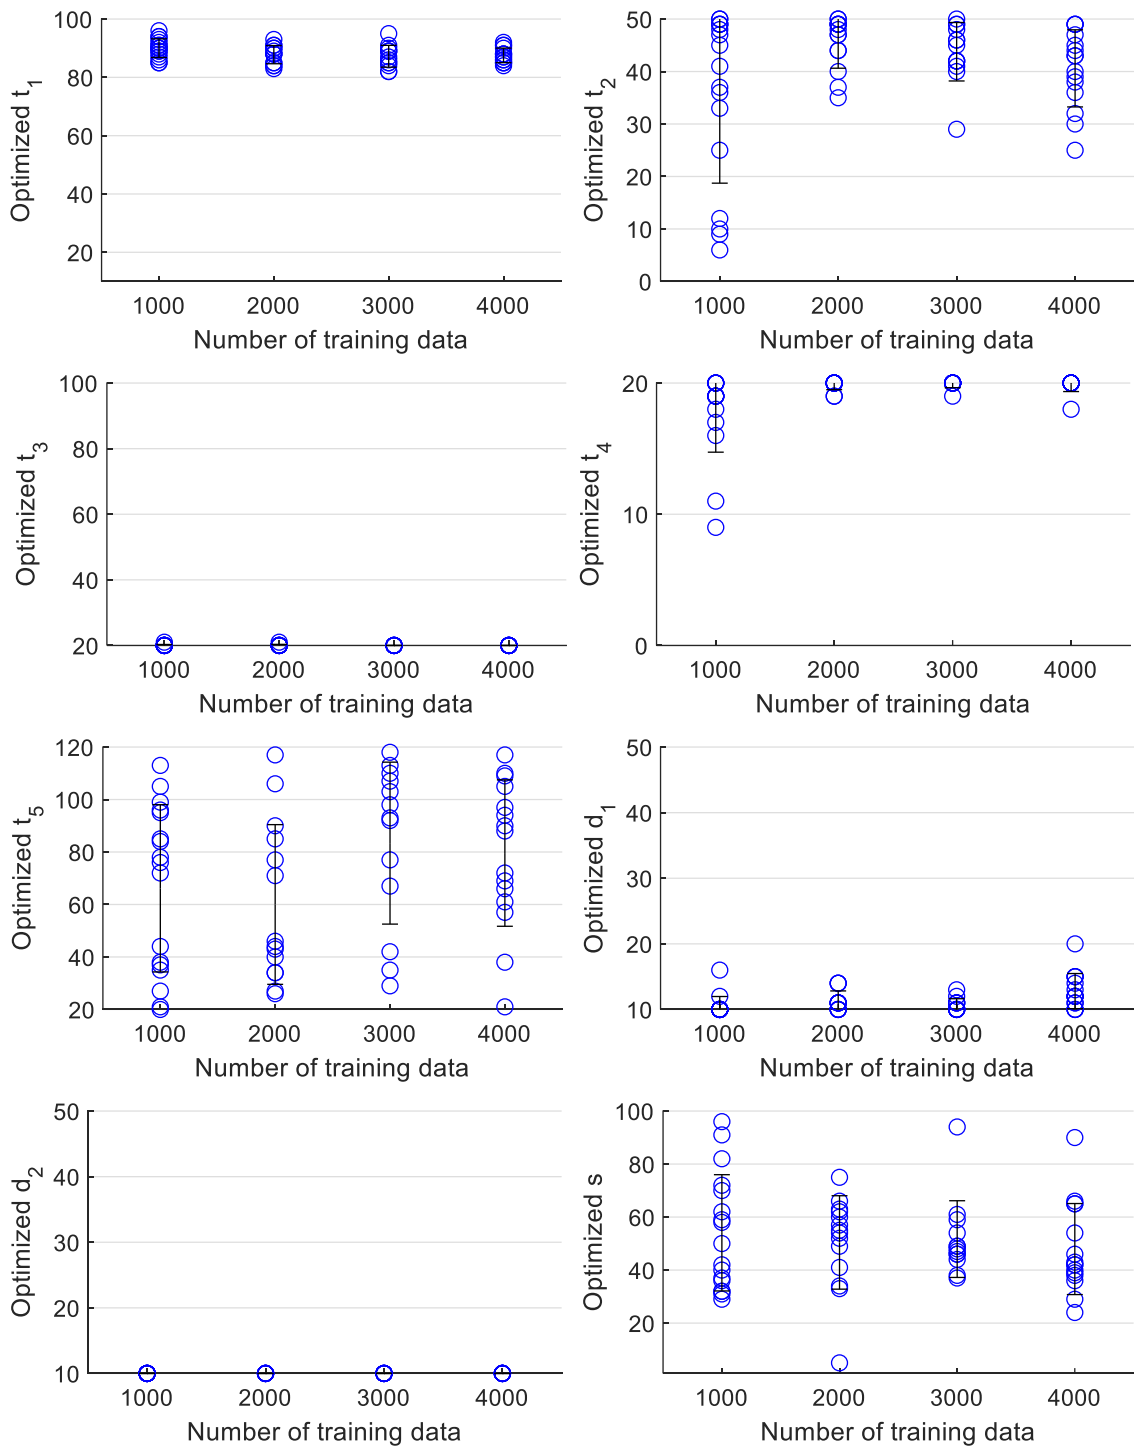 100
80
60
40
20
Optimized t1
1000 2000 3000 4000
Number of training data
50
40
30
20
10
0
Optimized t2
1000 2000 3000 4000
Number of training data
100
80
60
40
20
Optimized t3
1000 2000 3000 4000
Number of training data
20
10
0
Optimized t4
1000 2000 3000 4000
Number of training data
120
100
80
60
40
20
Optimized t5
1000 2000 3000 4000
Number of training data
50
40
30
20
10
Optimized d1
1000 2000 3000 4000
Number of training data
50
40
30
20
10
Optimized d2
1000 2000 3000 4000
Number of training data
100
80
60
40
20
Optimized s
1000 2000 3000 4000
Number of training data